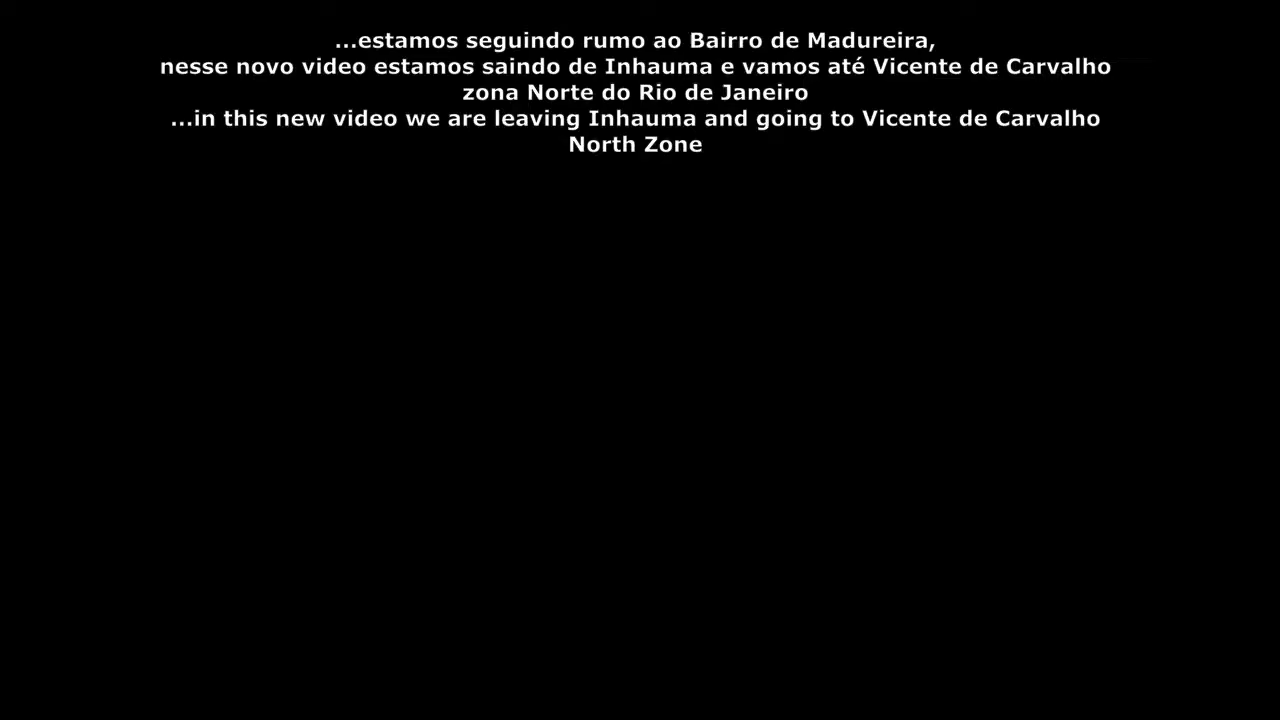 ...estamos seguindo rumo ao Bairro de Madureira,
nesse novo video estamos saindo de Inhauma e vamos até Vicente de Carvalho
zona Norte do Rio de Janeiro
...in this new video we are leaving Inhauma and going to Vicente de Carvalho
North Zone